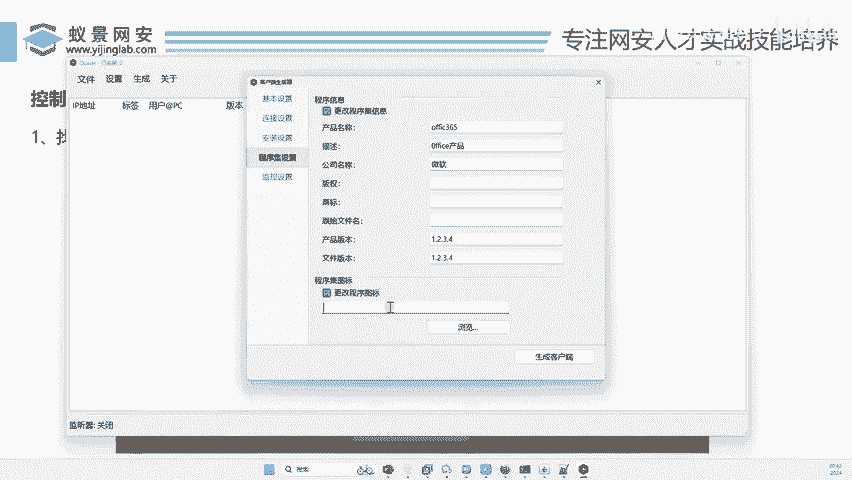 蚁景网安
www.yijinglab.com
专注网安人才实战技能培养
控制
1、找
文件 设置 生成 关于
IP地址 标签 用户@PC 版本
基本设置
连接设置
安装设置
程序集设置
监控设置
程序信息
更改程序集信息
产品名称： offic365
描述： Office产品
公司名称： 微软
版权：
商标：
原始文件名：
产品版本： 1.2.3.4
文件版本： 1.2.3.4
程序集图标
更改程序图标
浏览...
生成客户端
监听器: 关闭
搜索